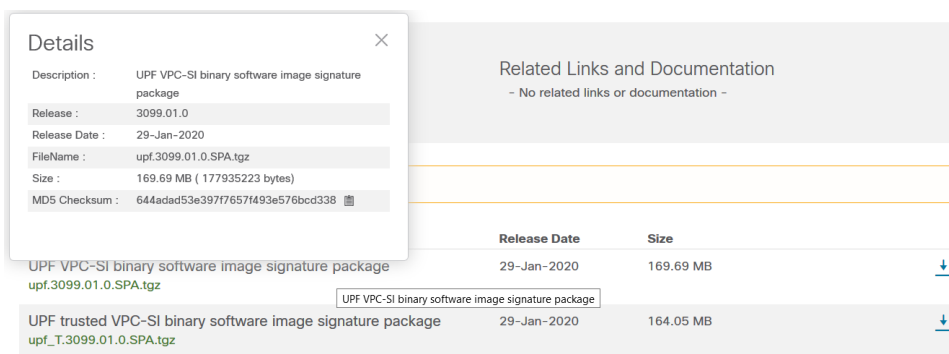 Details
Description : UPF VPC-SI binary software image signature
package
Release : 3099.01.0
Release Date : 29-Jan-2020
FileName : upf.3099.01.0.SPA.tgz
Size : 169.69 MB ( 177935223 bytes)
MD5 Checksum : 644adad53e397f7657f493e576bcd338
Related Links and Documentation
- No related links or documentation -
Release Date Size
UPF VPC-SI binary software image signature package 29-Jan-2020 169.69 MB
upf.3099.01.0.SPA.tgz
UPF VPC-SI binary software image signature package
UPF trusted VPC-SI binary software image signature package 29-Jan-2020 164.05 MB
upf_T.3099.01.0.SPA.tgz